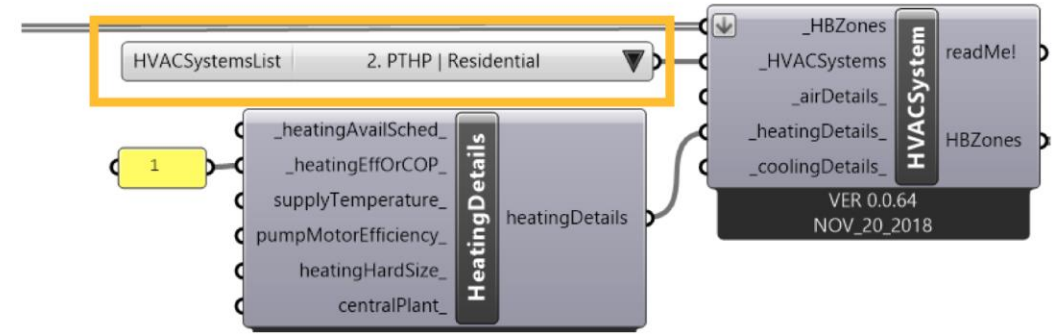 HVACSystemsList 2. PTHP | Residential
_HBZones
_HVACSystems
_airDetails_
_heatingDetails_
_coolingDetails_
HVACSystem
readMe!
HBZones
VER 0.0.64
NOV_20_2018
1
_heatingAvailSched_
_heatingEffOrCOP_
supplyTemperature_
pumpMotorEfficiency_
heatingHardSize_
centralPlant_
HeatingDetails
heatingDetails